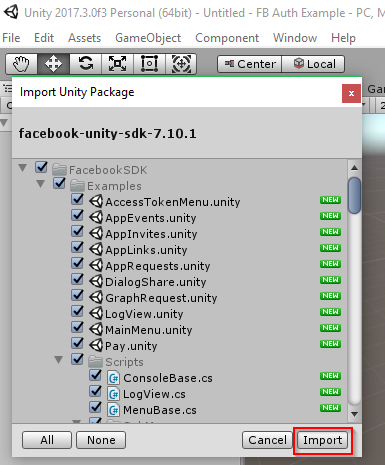 Unity 2017.3.0f3 Personal (64bit) - Untitled - FB Auth Example - PC, M
File Edit Assets GameObject Component Window Help
Center Local
Import Unity Package x
facebook-unity-sdk-7.10.1
FacebookSDK
Examples
AccessTokenMenu.unity NEW
AppEvents.unity NEW
AppInvites.unity NEW
AppLinks.unity NEW
AppRequests.unity NEW
DialogShare.unity NEW
GraphRequest.unity NEW
LogView.unity NEW
MainMenu.unity NEW
Pay.unity NEW
Scripts
C# ConsoleBase.cs NEW
C# LogView.cs NEW
C# MenuBase.cs NEW
All None Cancel Import